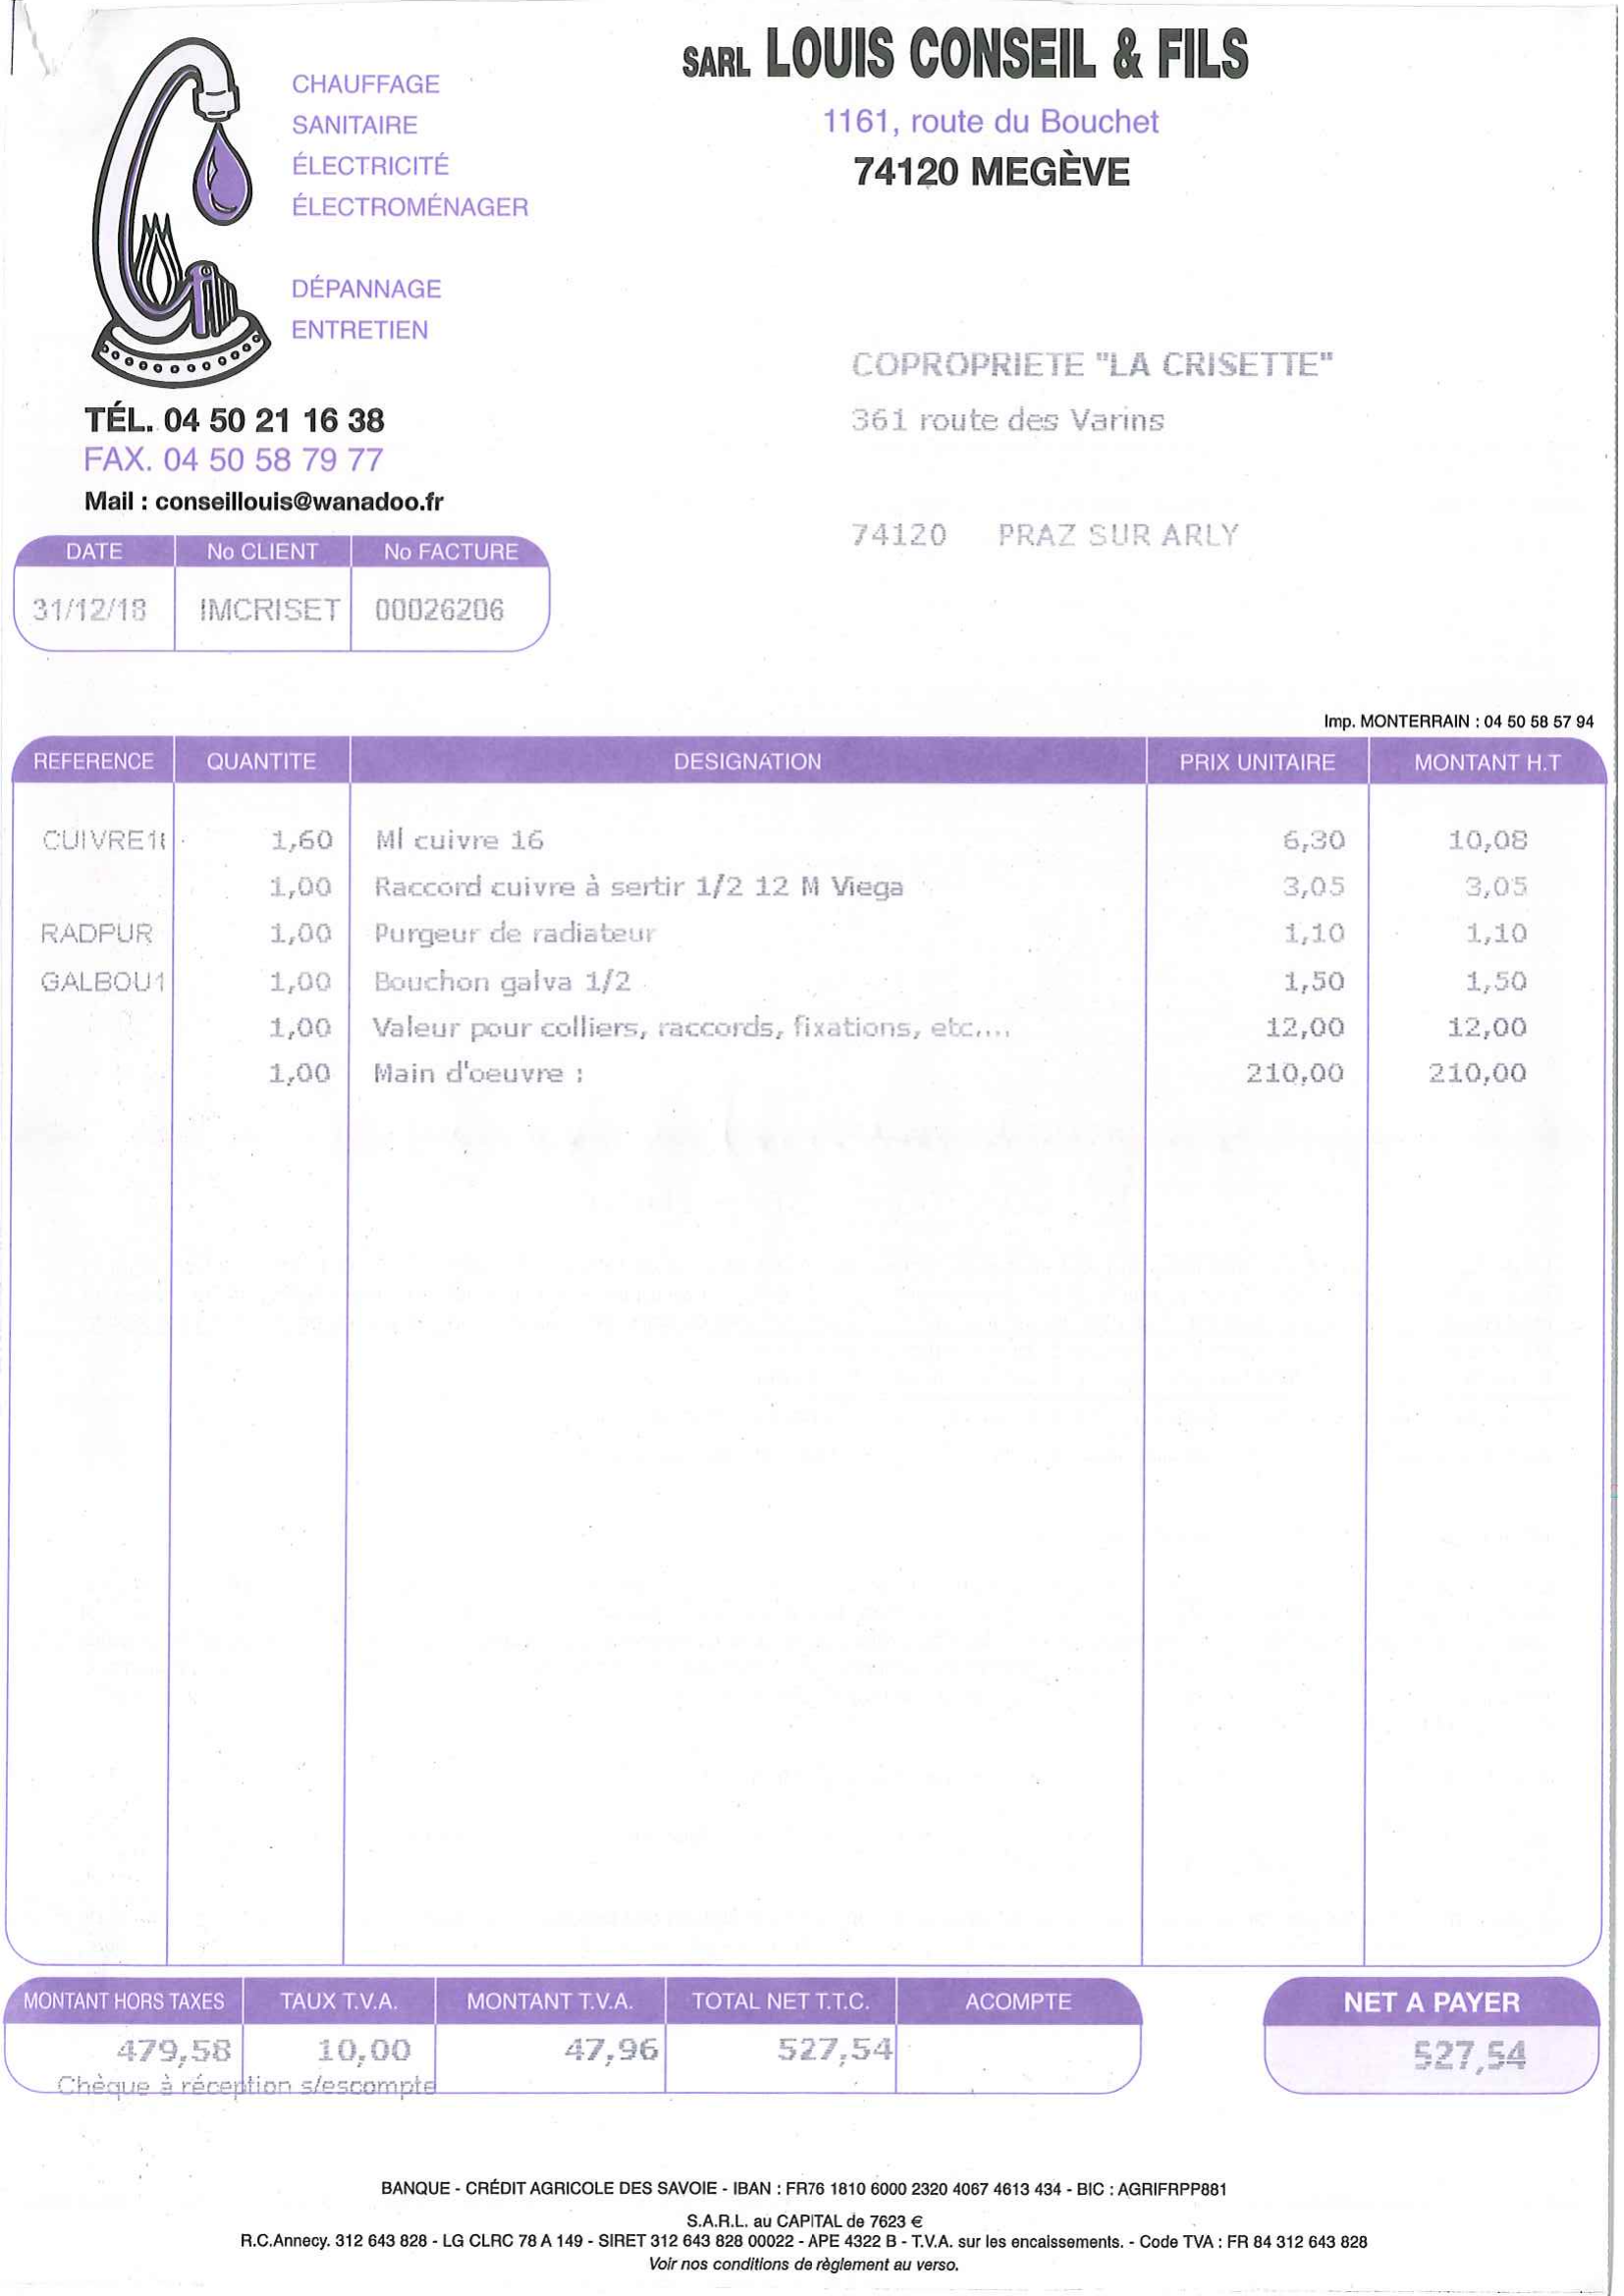 SARL LOUIS CONSEIL & FILS
1161, route du Bouchet
74120 MEGÈVE
CHAUFFAGE
SANITAIRE
ÉLECTRICITÉ
ÉLECTROMÉNAGER
DÉPANNAGE
ENTRETIEN
TÉL. 04 50 21 16 38
FAX. 04 50 58 79 77
Mail : conseillouis@wanadoo.fr
COPROPRIETE "LA CRISETTE"
361 route des Varins
74120 PRAZ SUR ARLY
DATE No CLIENT No FACTURE
31/12/18 IMCRISET 00026206
Imp. MONTERRAIN : 04 50 58 57 94
REFERENCE QUANTITE DESIGNATION PRIX UNITAIRE MONTANT H.T
CUIVRE1 1,60 Ml cuivre 16 6,30 10,08
1,00 Raccord cuivre à sertir 1/2 12 M Viega 3,05 3,05
RADPUR 1,00 Purgeur de radiateur 1,10 1,10
GALBOU1 1,00 Bouchon galva 1/2 1,50 1,50
1,00 Valeur pour colliers, raccords, fixations, etc.... 12,00 12,00
1,00 Main d'oeuvre : 210,00 210,00
MONTANT HORS TAXES TAUX T.V.A. MONTANT T.V.A. TOTAL NET T.T.C. ACOMPTE NET A PAYER
479,58 10,00 47,96 527,54 527,54
Chèque à réception s/escompte
BANQUE - CRÉDIT AGRICOLE DES SAVOIE - IBAN : FR76 1810 6000 2320 4067 4613 434 - BIC : AGRIFRPP881
S.A.R.L. au CAPITAL de 7623 €
R.C.Annecy. 312 643 828 - LG CLRC 78 A 149 - SIRET 312 643 828 00022 - APE 4322 B - T.V.A. sur les encaissements. - Code TVA : FR 84 312 643 828
Voir nos conditions de règlement au verso.